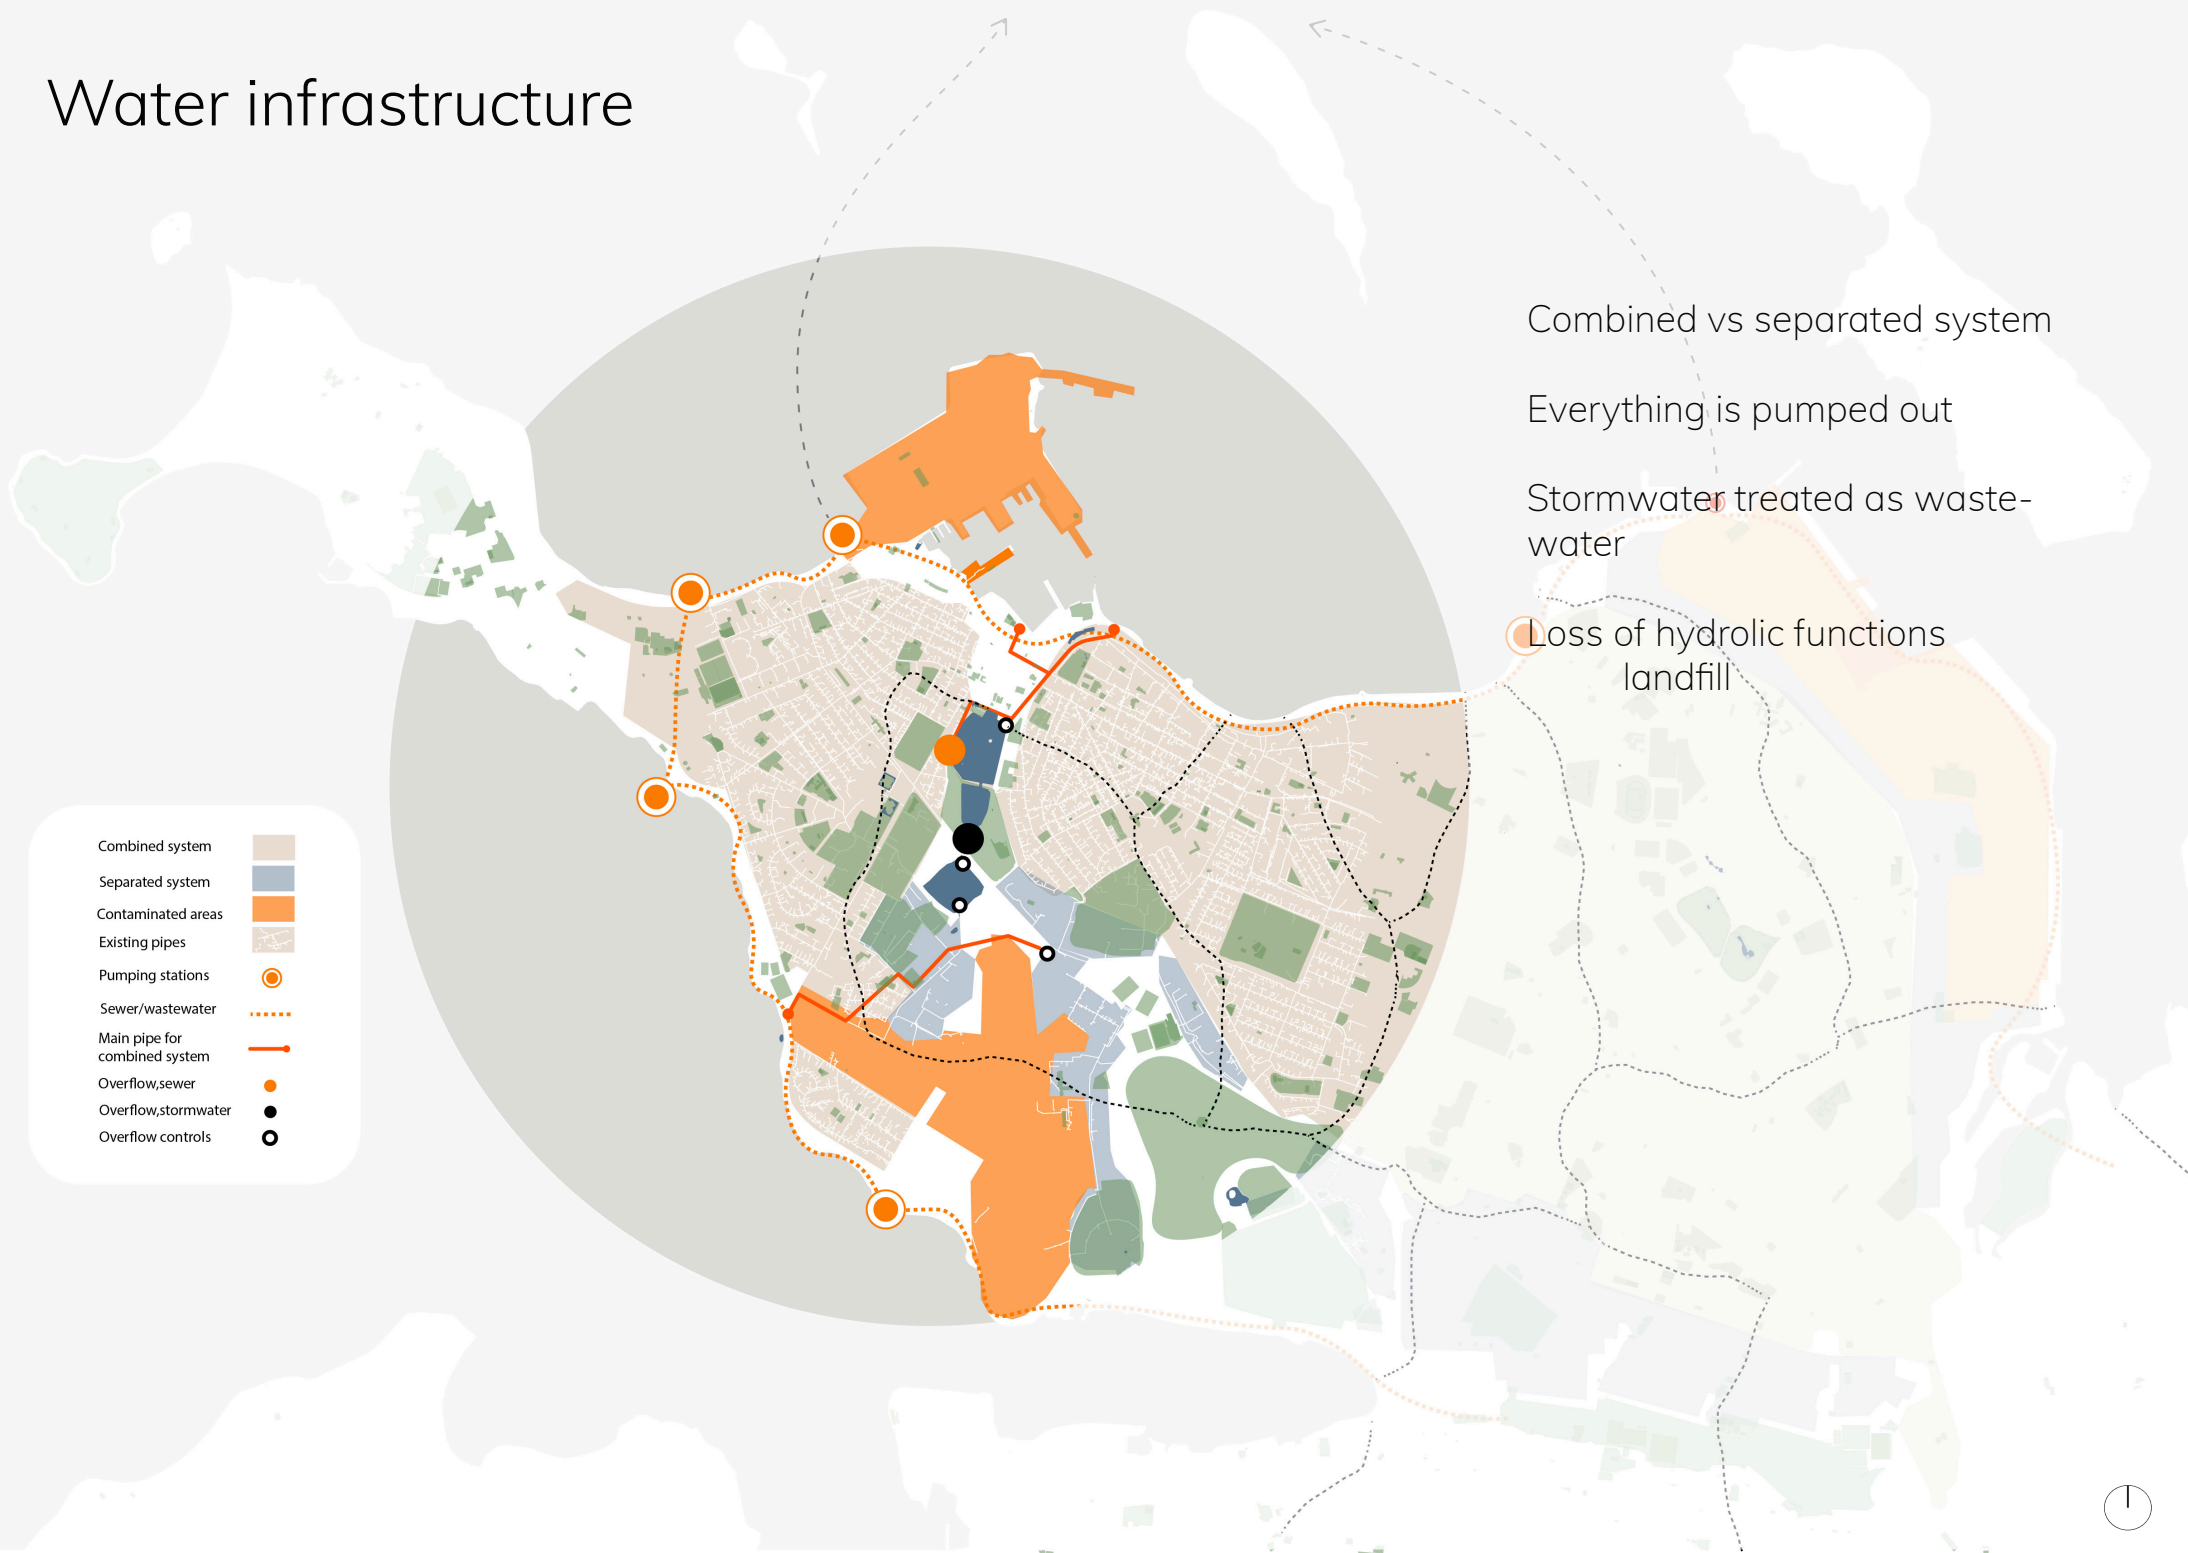 Water infrastructure
Combined vs separated system
Everything is pumped out
Stormwater treated as waste-
water
Loss of hydrolic functions
landfill
Combined system
Separated system
Contaminated areas
Existing pipes
Pumping stations
Sewer/wastewater
Main pipe for
combined system
Overflow,sewer
Overflow,stormwater
Overflow controls